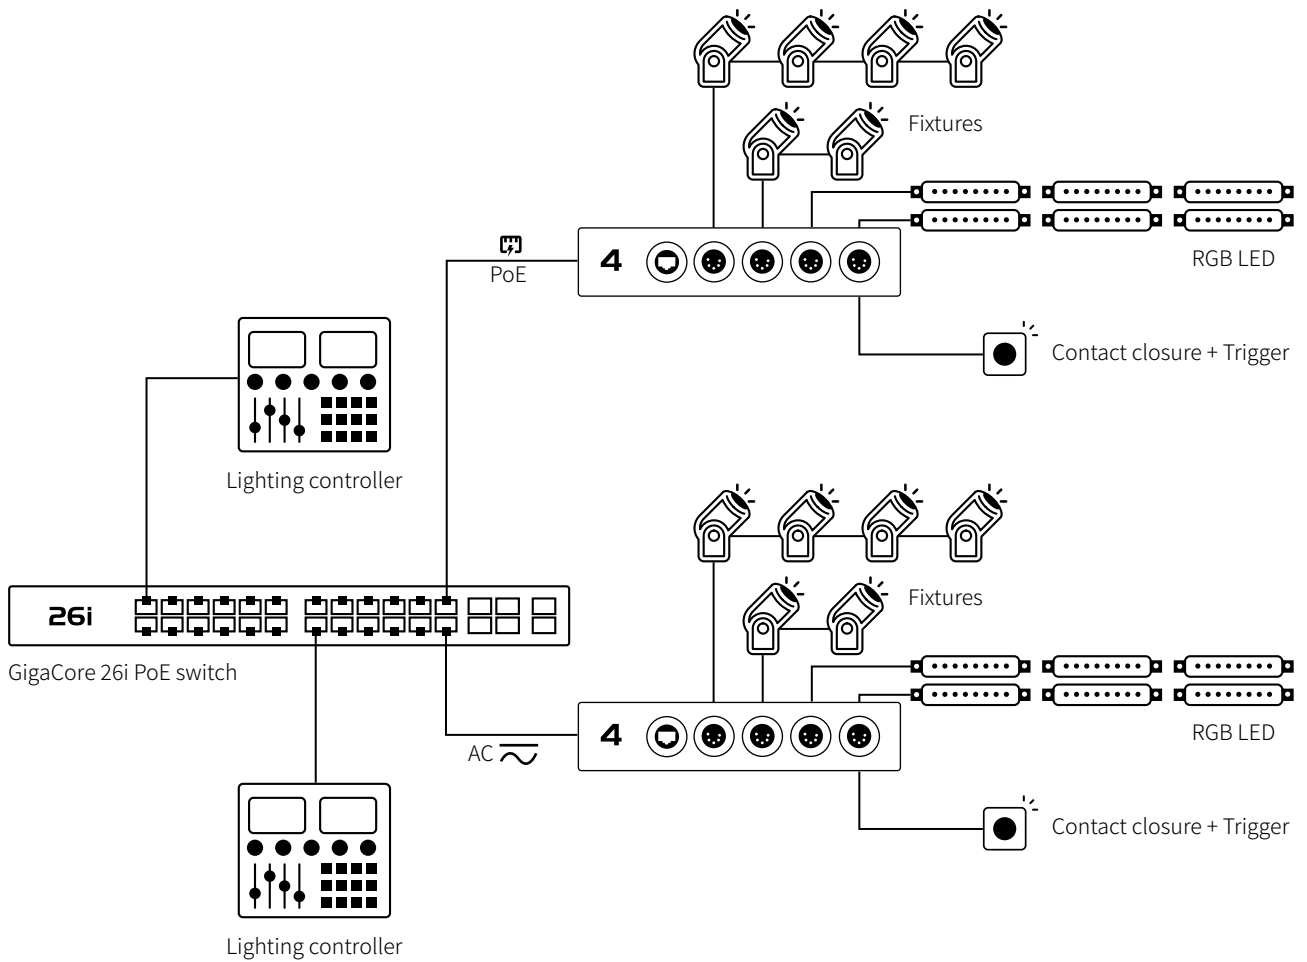 Fixtures
4
RGB LED
PoE
Contact closure + Trigger
Lighting controller
26i
GigaCore 26i PoE switch
Fixtures
4
RGB LED
AC
Contact closure + Trigger
Lighting controller